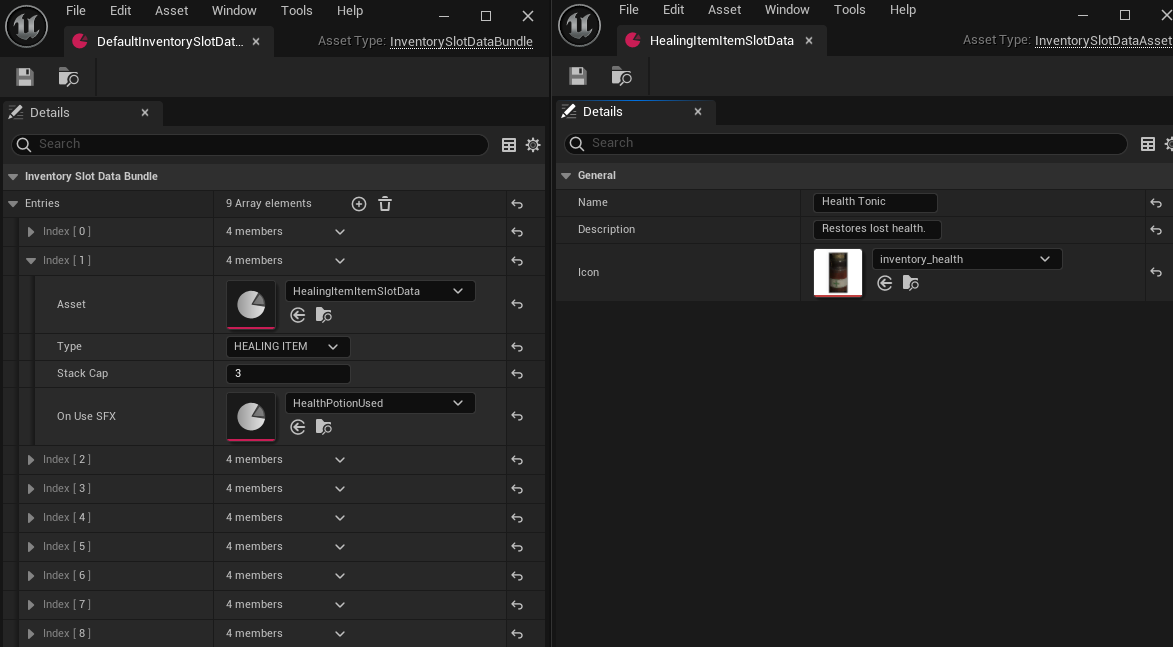 File Edit Asset Window Tools Help
DefaultInventorySlotDat...
Asset Type: InventorySlotDataBundle
Details
Search
Inventory Slot Data Bundle
Entries 9 Array elements
Index [ 0 ] 4 members
Index [ 1 ] 4 members
Asset HealingItemItemSlotData
Type HEALING ITEM
Stack Cap 3
On Use SFX HealthPotionUsed
Index [ 2 ] 4 members
Index [ 3 ] 4 members
Index [ 4 ] 4 members
Index [ 5 ] 4 members
Index [ 6 ] 4 members
Index [ 7 ] 4 members
Index [ 8 ] 4 members
File Edit Asset Window Tools Help
HealingItemItemSlotData
Asset Type: InventorySlotDataAsset
Details
Search
General
Name Health Tonic
Description Restores lost health.
Icon inventory_health